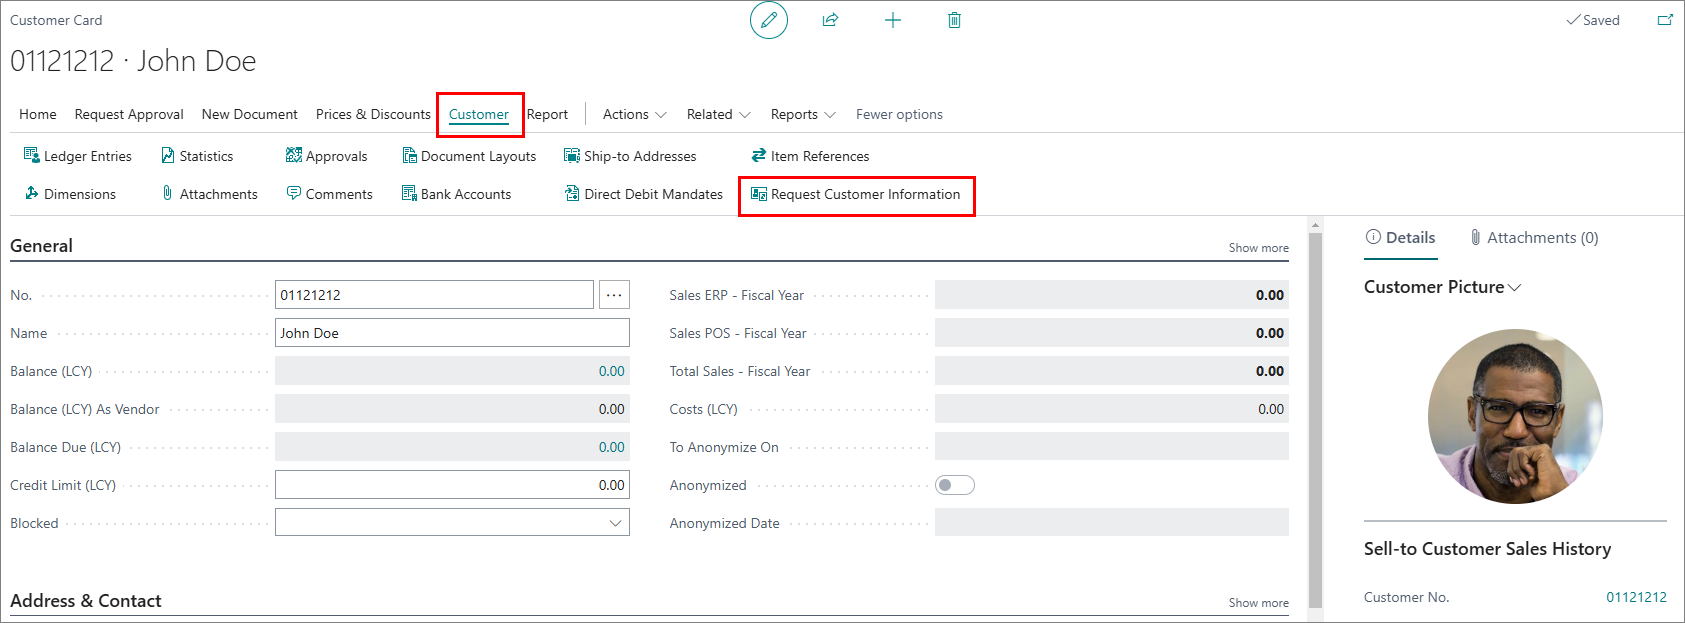 Customer Card
Saved
01121212 · John Doe
Home Request Approval New Document Prices & Discounts Customer Report Actions Related Reports Fewer options
Ledger Entries Statistics Approvals Document Layouts Ship-to Addresses Item References
Dimensions Attachments Comments Bank Accounts Direct Debit Mandates Request Customer Information
General Show more
No. 01121212 ...
Name John Doe
Balance (LCY) 0.00
Balance (LCY) As Vendor 0.00
Balance Due (LCY) 0.00
Credit Limit (LCY) 0.00
Blocked
Sales ERP - Fiscal Year 0.00
Sales POS - Fiscal Year 0.00
Total Sales - Fiscal Year 0.00
Costs (LCY) 0.00
To Anonymize On
Anonymized
Anonymized Date
Address & Contact Show more
Details Attachments (0)
Customer Picture
Sell-to Customer Sales History
Customer No. 01121212